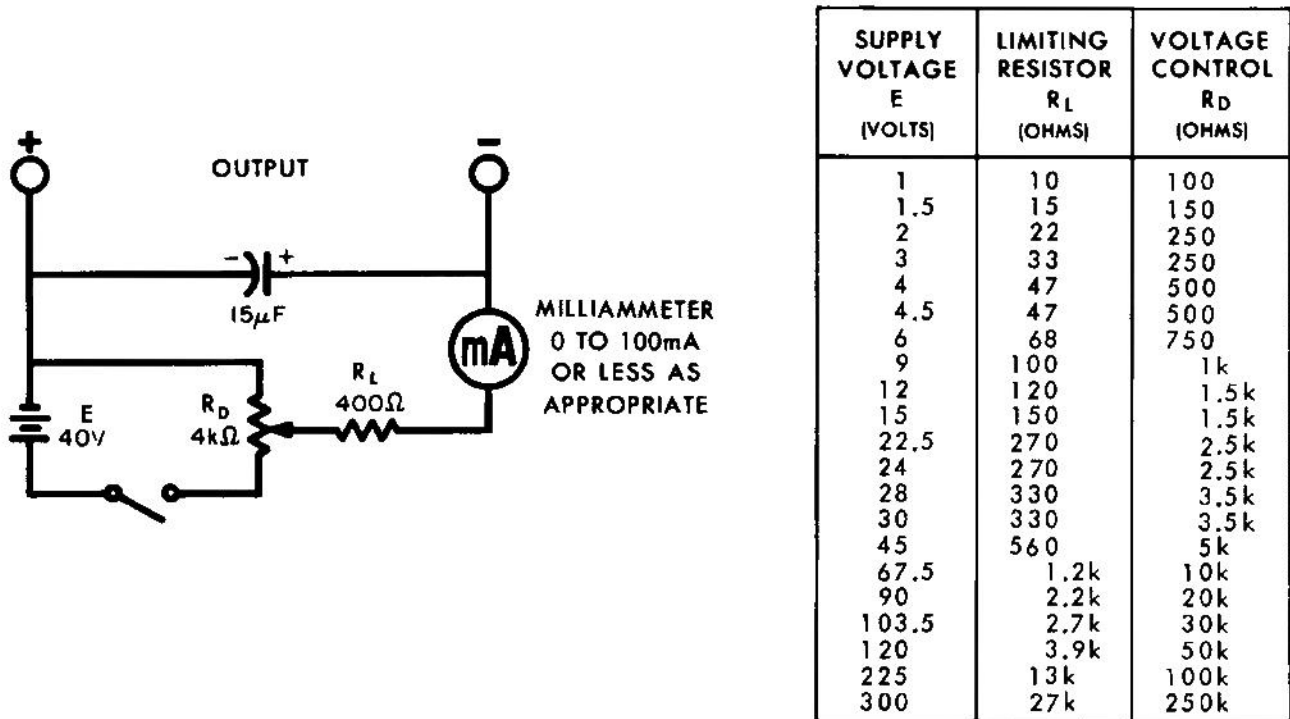 +
OUTPUT
−
− +
15μF
mA
MILLIAMMETER
0 TO 100mA
OR LESS AS
APPROPRIATE
E
40V
R_D
4kΩ
R_L
400Ω
SUPPLY VOLTAGE E (VOLTS) LIMITING RESISTOR R_L (OHMS) VOLTAGE CONTROL R_D (OHMS)
1 10 100
1.5 15 150
2 22 250
3 33 250
4 47 500
4.5 47 500
6 68 750
9 100 1k
12 120 1.5k
15 150 1.5k
22.5 270 2.5k
24 270 2.5k
28 330 3.5k
30 330 3.5k
45 560 5k
67.5 1.2k 10k
90 2.2k 20k
103.5 2.7k 30k
120 3.9k 50k
225 13k 100k
300 27k 250k